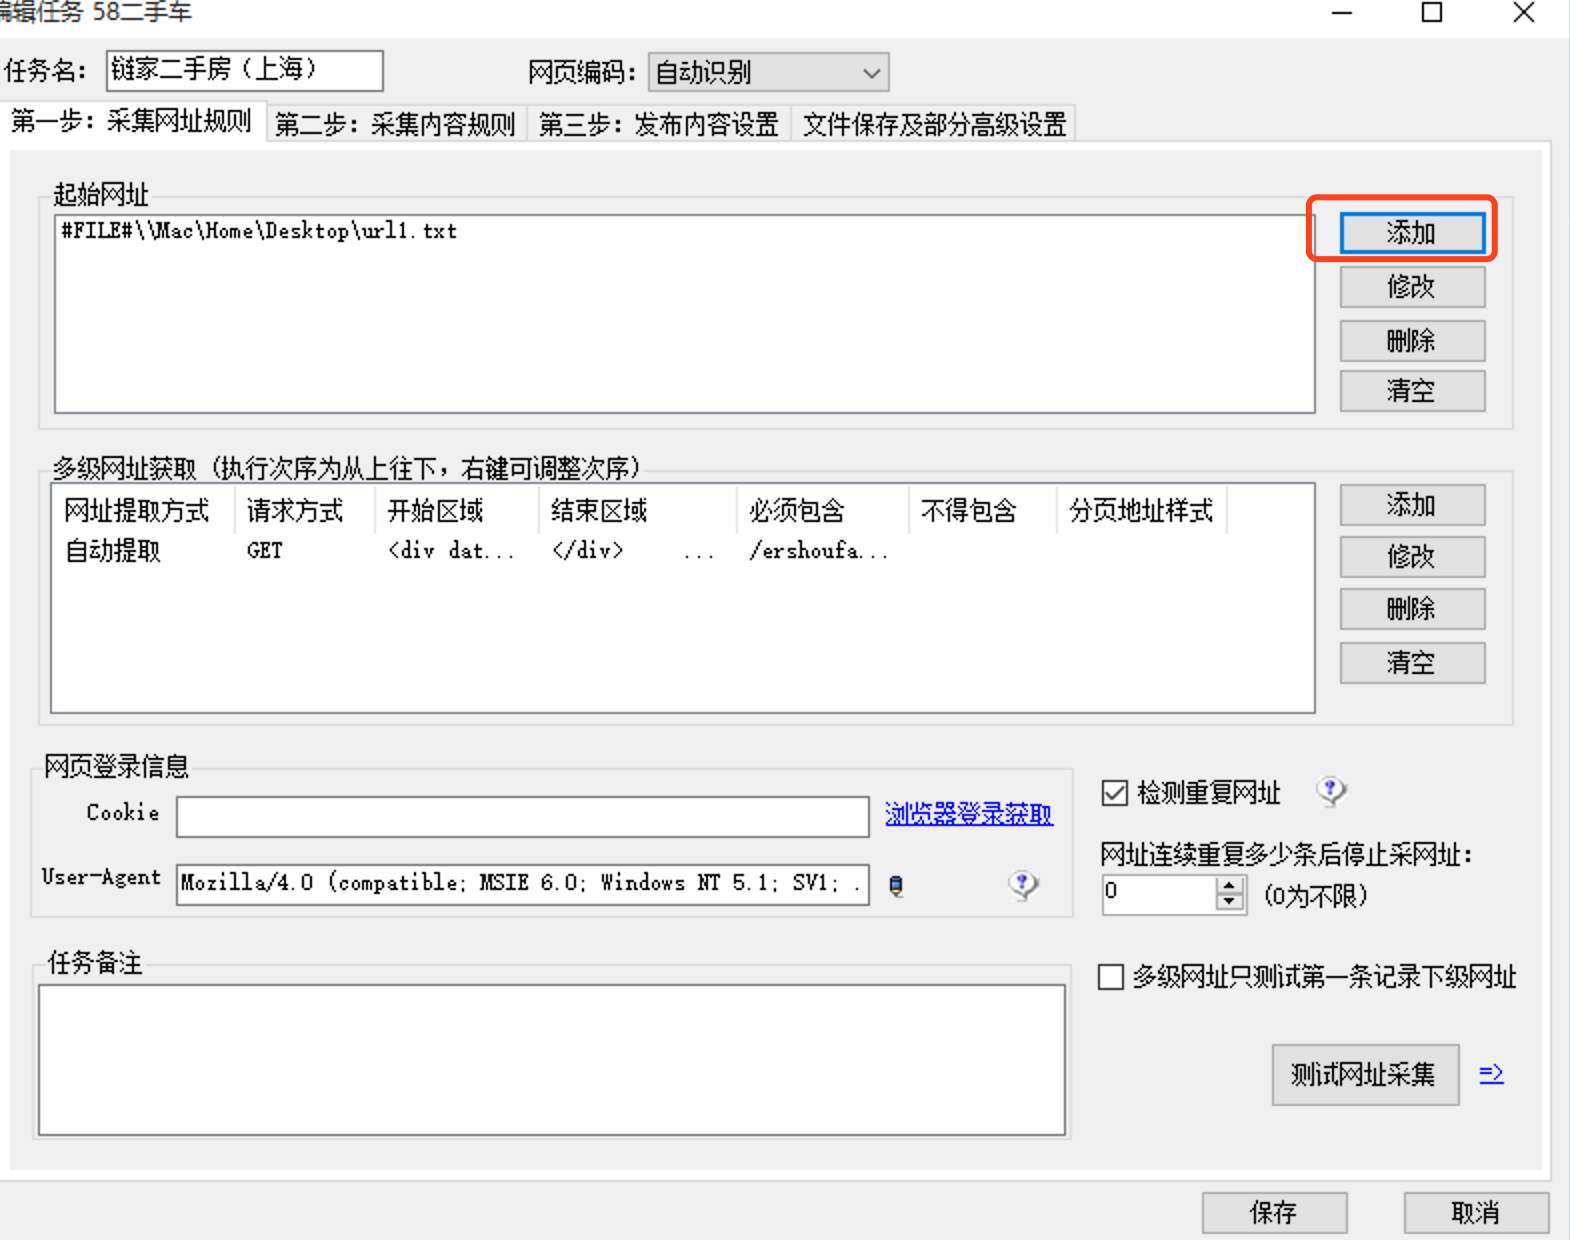 编辑任务 58二手车
任务名： 链家二手房（上海） 网页编码： 自动识别
第一步：采集网址规则 第二步：采集内容规则 第三步：发布内容设置 文件保存及部分高级设置
起始网址
#FILE#\\Mac\Home\Desktop\url1.txt
添加
修改
删除
清空
多级网址获取（执行次序为从上往下，右键可调整次序）
网址提取方式 请求方式 开始区域 结束区域 必须包含 不得包含 分页地址样式
自动提取 GET <div dat... </div> ... /ershoufa...
添加
修改
删除
清空
网页登录信息
Cookie 浏览器登录获取
User-Agent Mozilla/4.0 (compatible; MSIE 6.0; Windows NT 5.1; SV1; .
检测重复网址
网址连续重复多少条后停止采网址：
0 (0为不限)
任务备注
多级网址只测试第一条记录下级网址
测试网址采集 =>
保存 取消